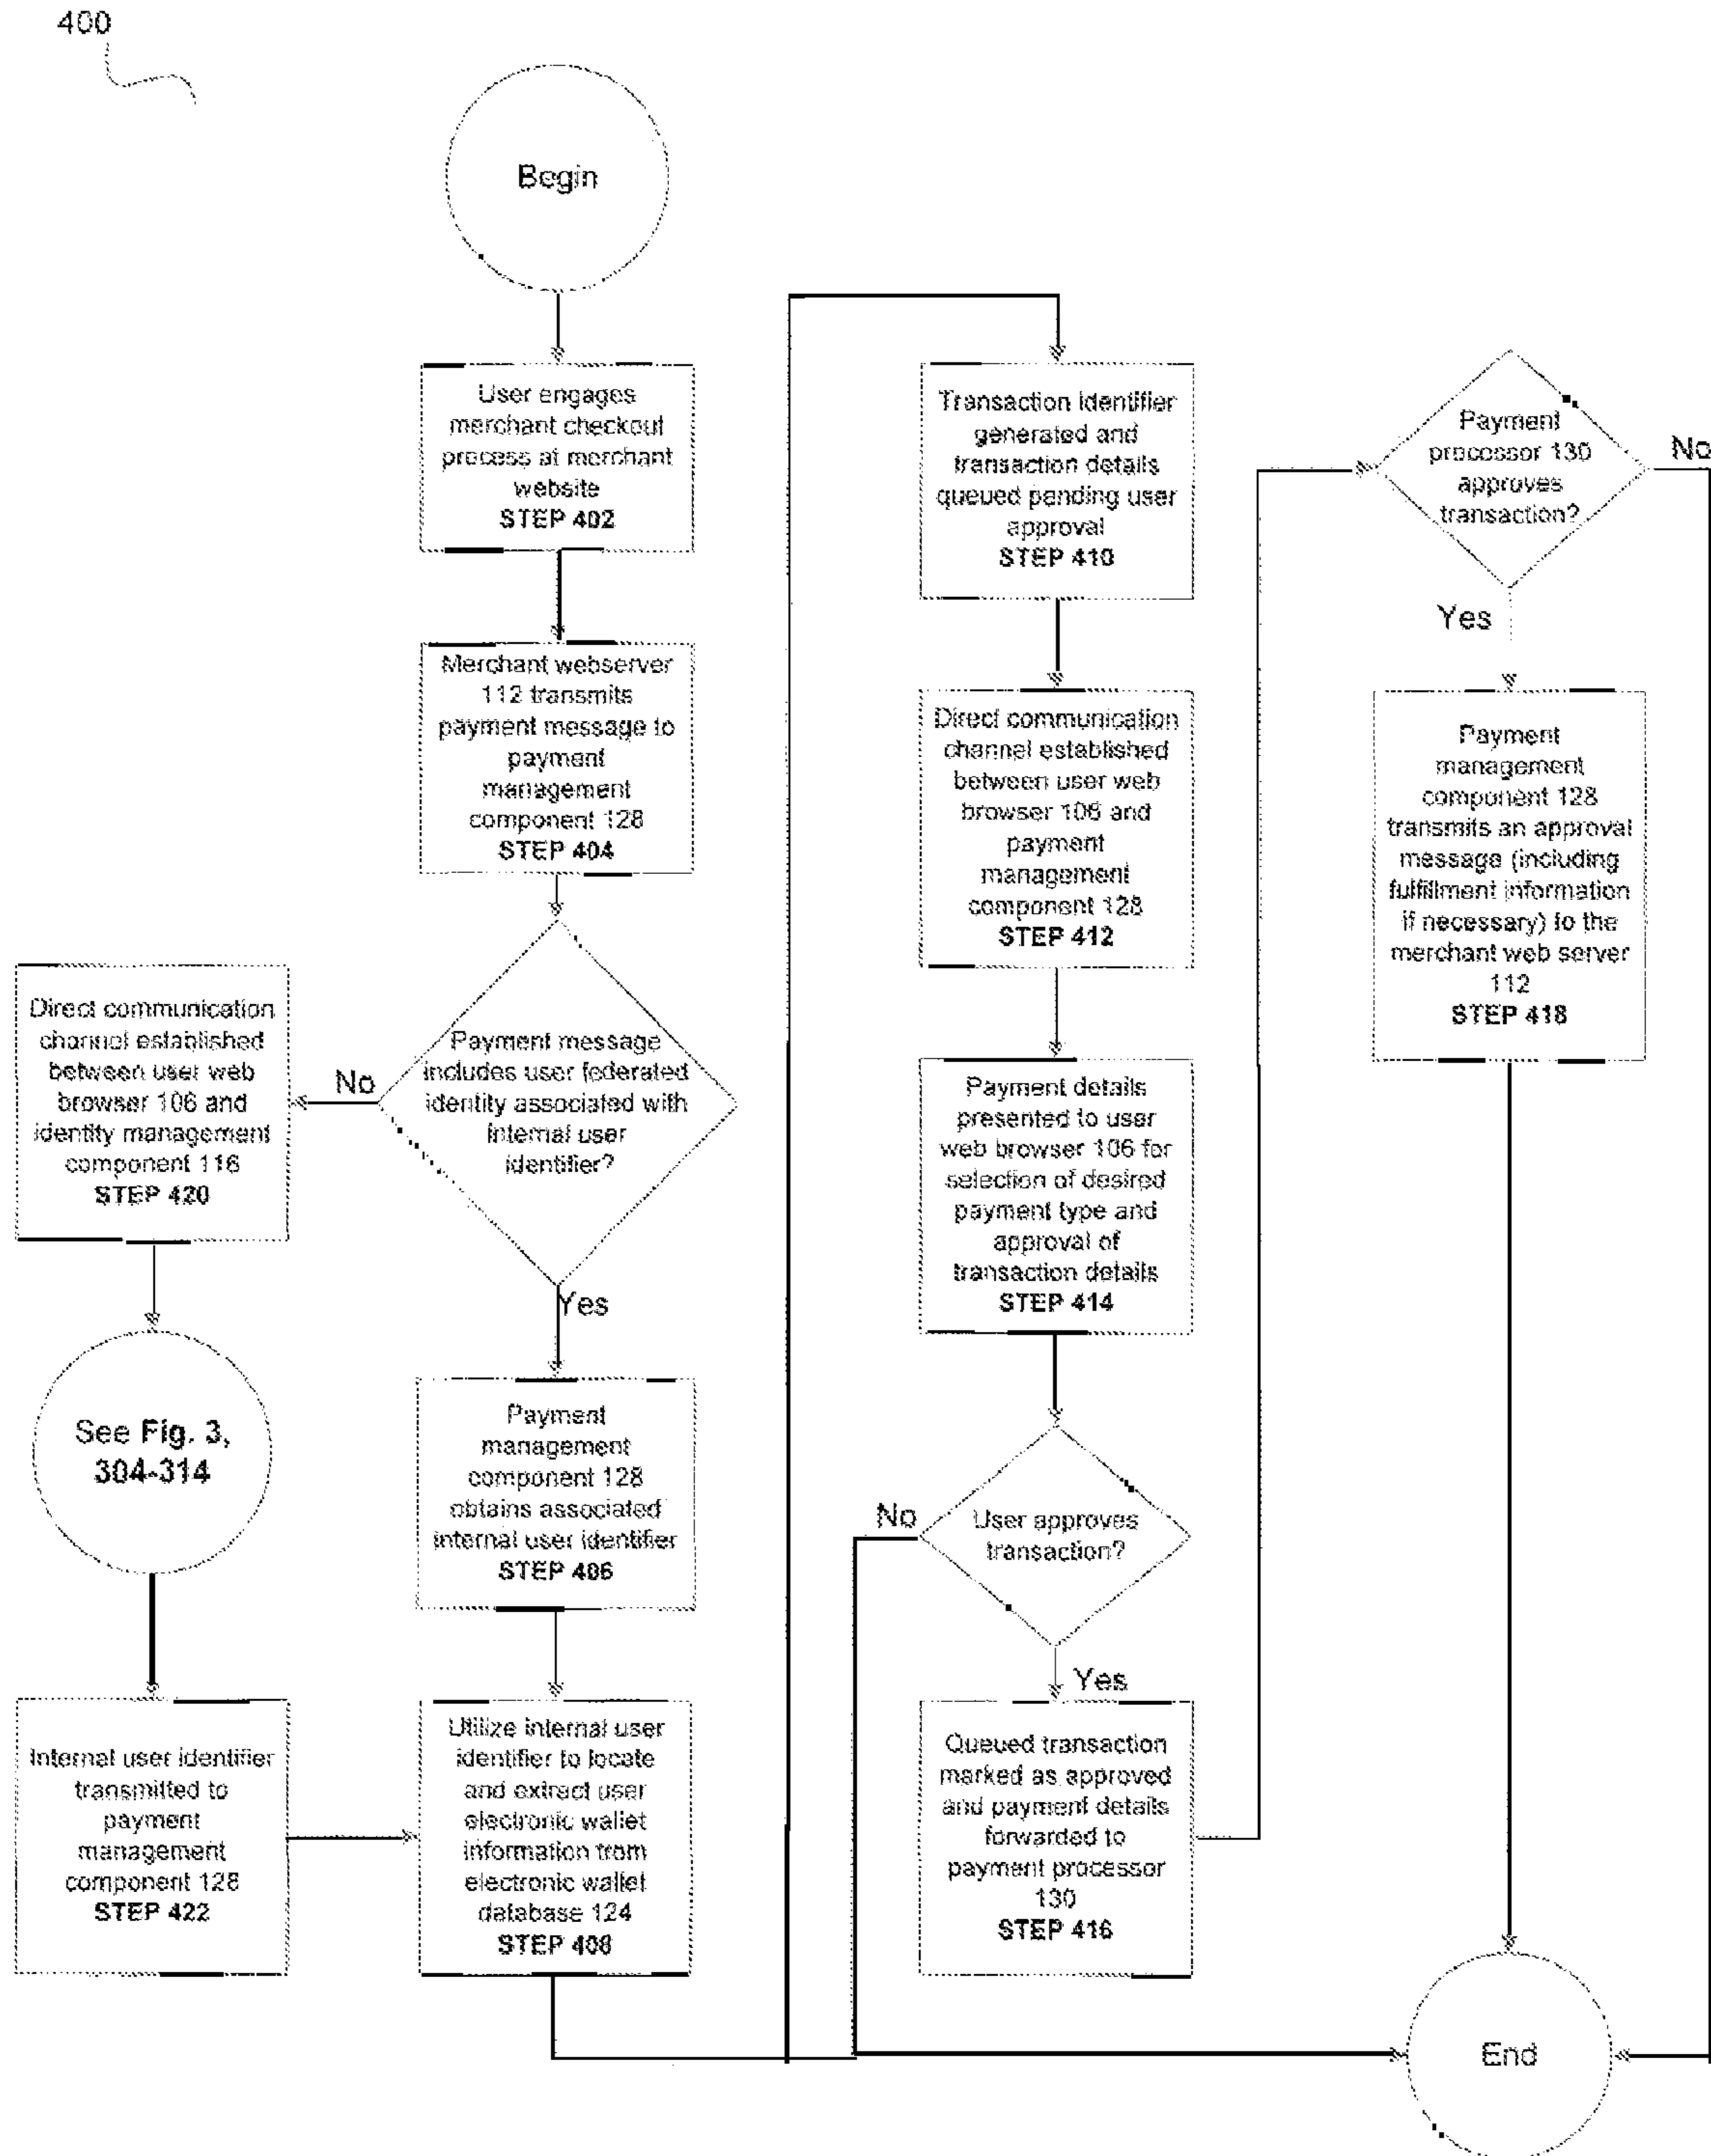 400
Begin
User engages
merchant checkout
process at merchant
website
STEP 402
Merchant webserver
112 transmits
payment message to
payment
management
component 128
STEP 404
Payment message
includes user federated
identity associated with
internal user
identifier?
No
Yes
Direct communication
channel established
between user web
browser 106 and
identity management
component 116
STEP 420
See Fig. 3,
304-314
Internal user identifier
transmitted to
payment
management
component 128
STEP 422
Payment
management
component 128
obtains associated
internal user identifier
STEP 406
Utilize internal user
identifier to locate
and extract user
electronic wallet
information from
electronic wallet
database 124
STEP 408
Transaction identifier
generated and
transaction details
queued pending user
approval
STEP 410
Direct communication
channel established
between user web
browser 106 and
payment
management
component 128
STEP 412
Payment details
presented to user
web browser 106 for
selection of desired
payment type and
approval of
transaction details
STEP 414
User approves
transaction?
No
Yes
Queued transaction
marked as approved
and payment details
forwarded to
payment processor
130
STEP 416
Payment
processor 130
approves
transaction?
No
Yes
Payment
management
component 128
transmits an approval
message (including
fulfillment information
if necessary) to the
merchant web server
112
STEP 418
End